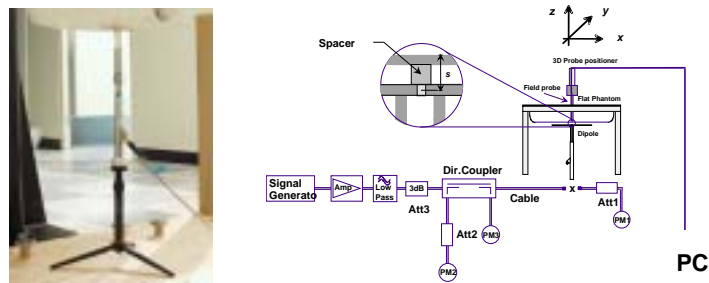 z
y
x
Spacer
s
3D Probe positioner
Field probe
Flat Phantom
Dipole
Signal
Generato
Amp
Low
Pass
3dB
Att3
Dir.Coupler
Cable
x
Att1
PM1
Att2
PM3
PM2
PC